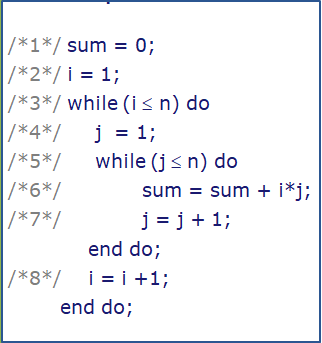 /*1*/ sum = 0;
/*2*/ i = 1;
/*3*/ while (i ≤ n) do
/*4*/ j = 1;
/*5*/ while (j ≤ n) do
/*6*/ sum = sum + i*j;
/*7*/ j = j + 1;
end do;
/*8*/ i = i +1;
end do;